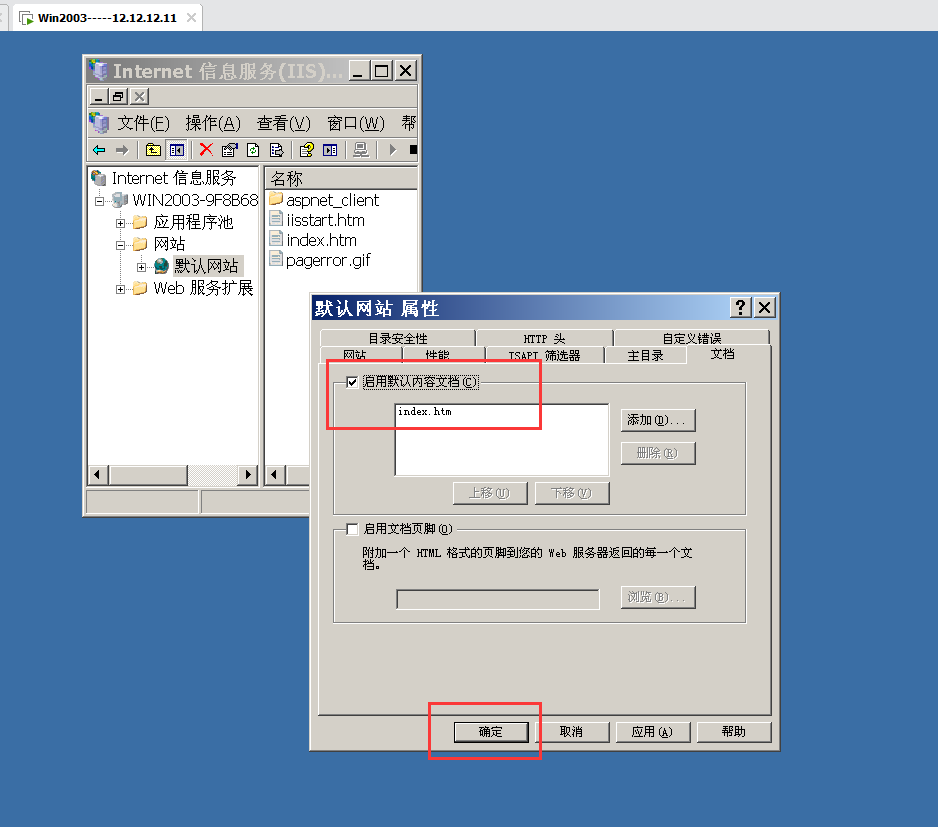 Win2003-----12.12.12.11
Internet 信息服务(IIS)...
文件(F) 操作(A) 查看(V) 窗口(W) 帮
Internet 信息服务
WIN2003-9F8B68
应用程序池
网站
默认网站
Web 服务扩展
名称
aspnet_client
iisstart.htm
index.htm
pagerror.gif
默认网站 属性
目录安全性 HTTP 头 自定义错误
网站 性能 ISAPI 筛选器 主目录 文档
启用默认内容文档(C)
index.htm
添加(D)...
删除(R)
上移(U) 下移(V)
启用文档页脚(O)
附加一个 HTML 格式的页脚到您的 Web 服务器返回的每一个文
档。
浏览(B)...
确定 取消 应用(A) 帮助